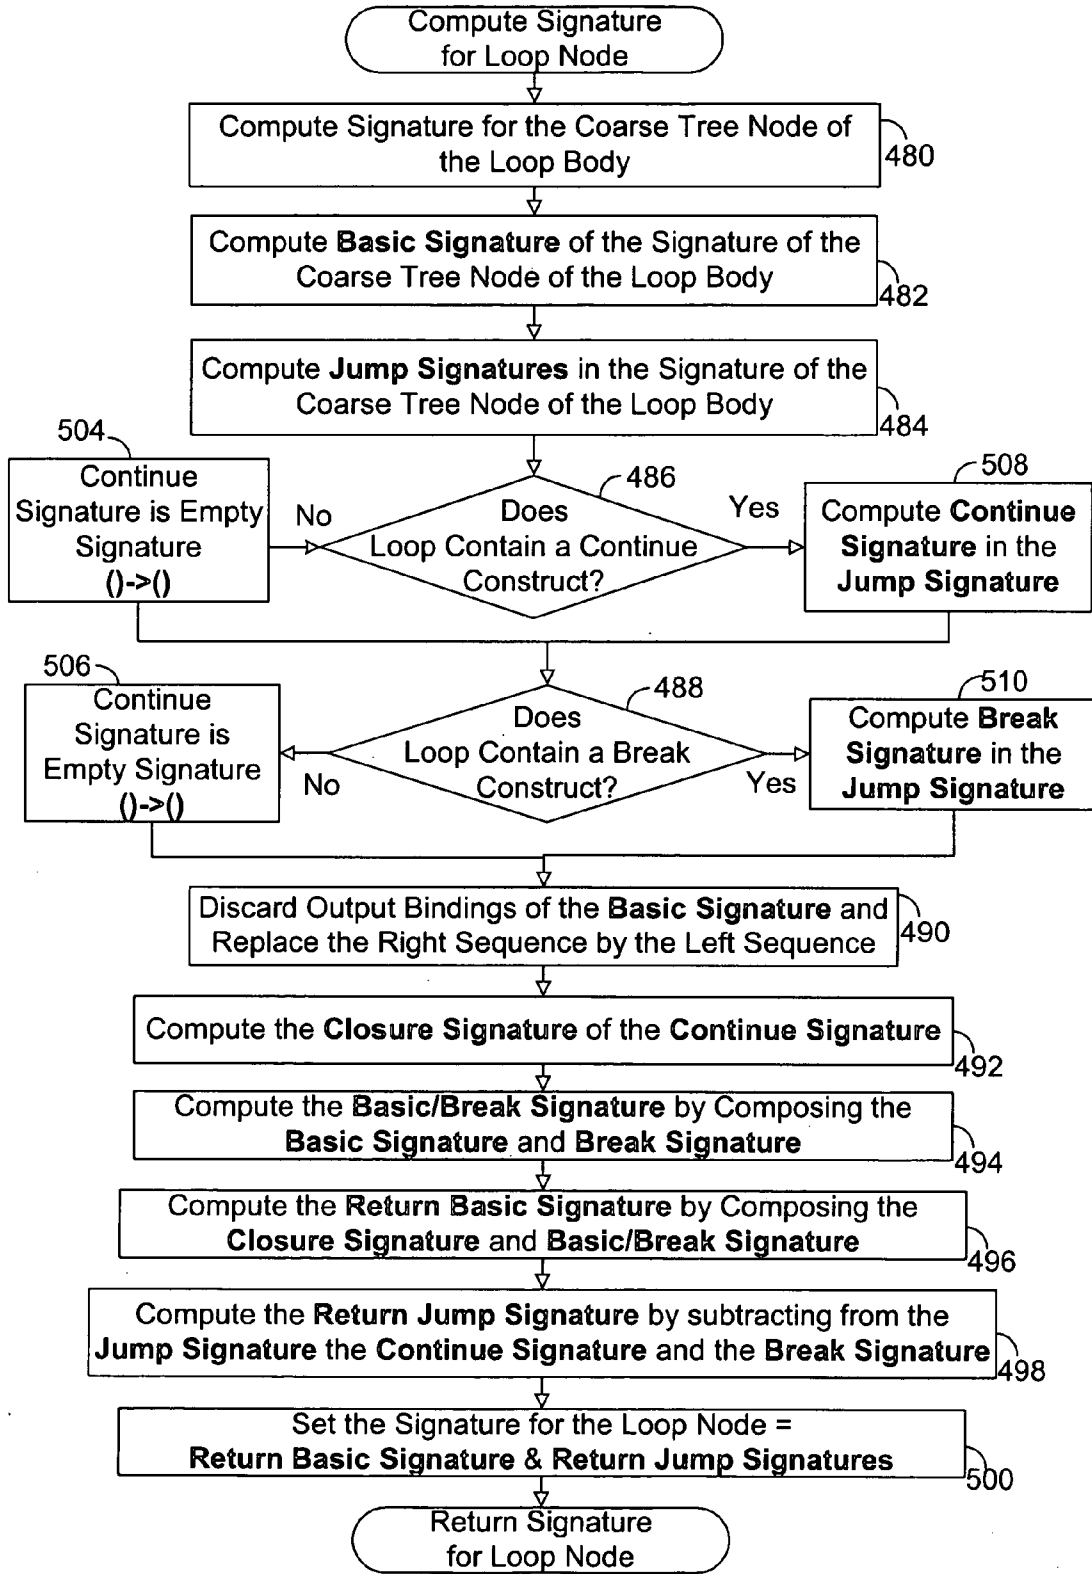 Compute Signature
for Loop Node
Compute Signature for the Coarse Tree Node of
the Loop Body
480
Compute Basic Signature of the Signature of the
Coarse Tree Node of the Loop Body
482
Compute Jump Signatures in the Signature of the
Coarse Tree Node of the Loop Body
484
504
Continue
Signature is Empty
Signature
()->()
No
486
Does
Loop Contain a Continue
Construct?
Yes
508
Compute Continue
Signature in the
Jump Signature
506
Continue
Signature is
Empty Signature
()->()
No
488
Does
Loop Contain a Break
Construct?
Yes
510
Compute Break
Signature in the
Jump Signature
Discard Output Bindings of the Basic Signature and
Replace the Right Sequence by the Left Sequence
490
Compute the Closure Signature of the Continue Signature
492
Compute the Basic/Break Signature by Composing the
Basic Signature and Break Signature
494
Compute the Return Basic Signature by Composing the
Closure Signature and Basic/Break Signature
496
Compute the Return Jump Signature by subtracting from the
Jump Signature the Continue Signature and the Break Signature
498
Set the Signature for the Loop Node =
Return Basic Signature & Return Jump Signatures
500
Return Signature
for Loop Node